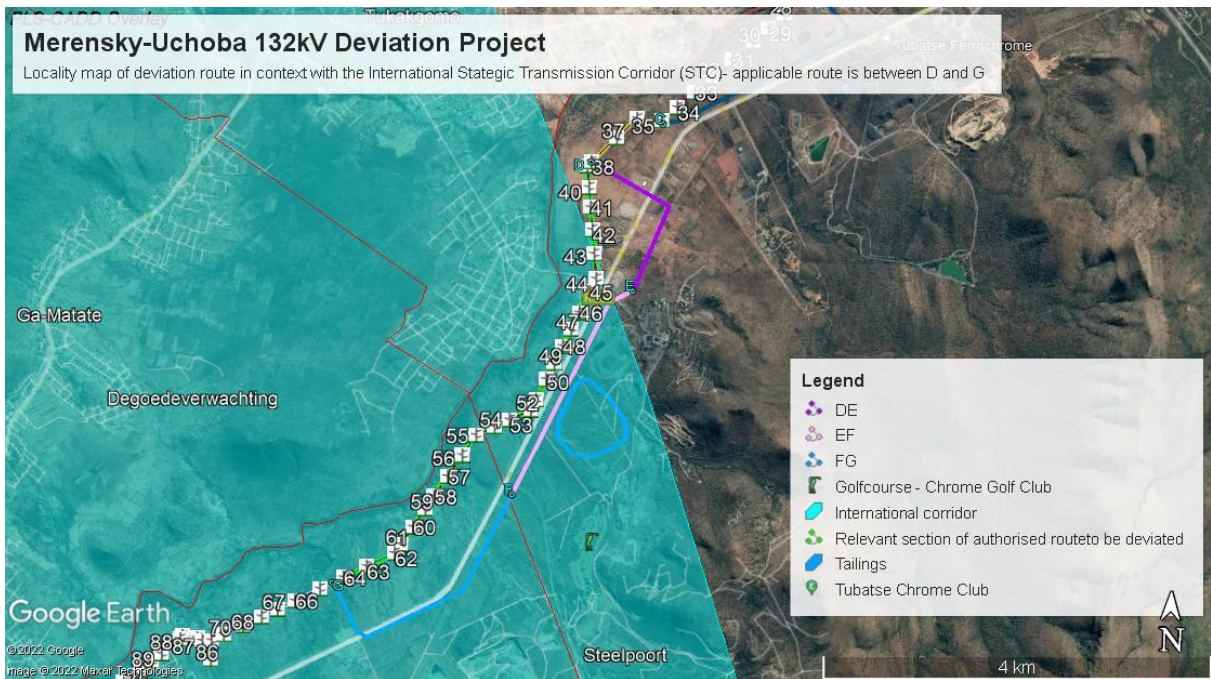 PLS-CADD Overlay
Tukakgomo
Merensky-Uchoba 132kV Deviation Project
Locality map of deviation route in context with the International Stategic Transmission Corridor (STC)- applicable route is between D and G
28
30 29
31
Tubatse Ferrochrome
33
C 34
35
37
D
38
40
41
42
43
44
E
45
46
47
48
49
50
52
53
54
55
56
57
58
59
60
61
62
63
64
G
66
67
68
70
86
87
88
89
F
Ga-Matate
Degoedeverwachting
Legend
DE
EF
FG
Golfcourse - Chrome Golf Club
International corridor
Relevant section of authorised routeto be deviated
Tailings
Tubatse Chrome Club
Google Earth
©2022 Google
Image © 2022 Maxar Technologies
Steelpoort
N
4 km